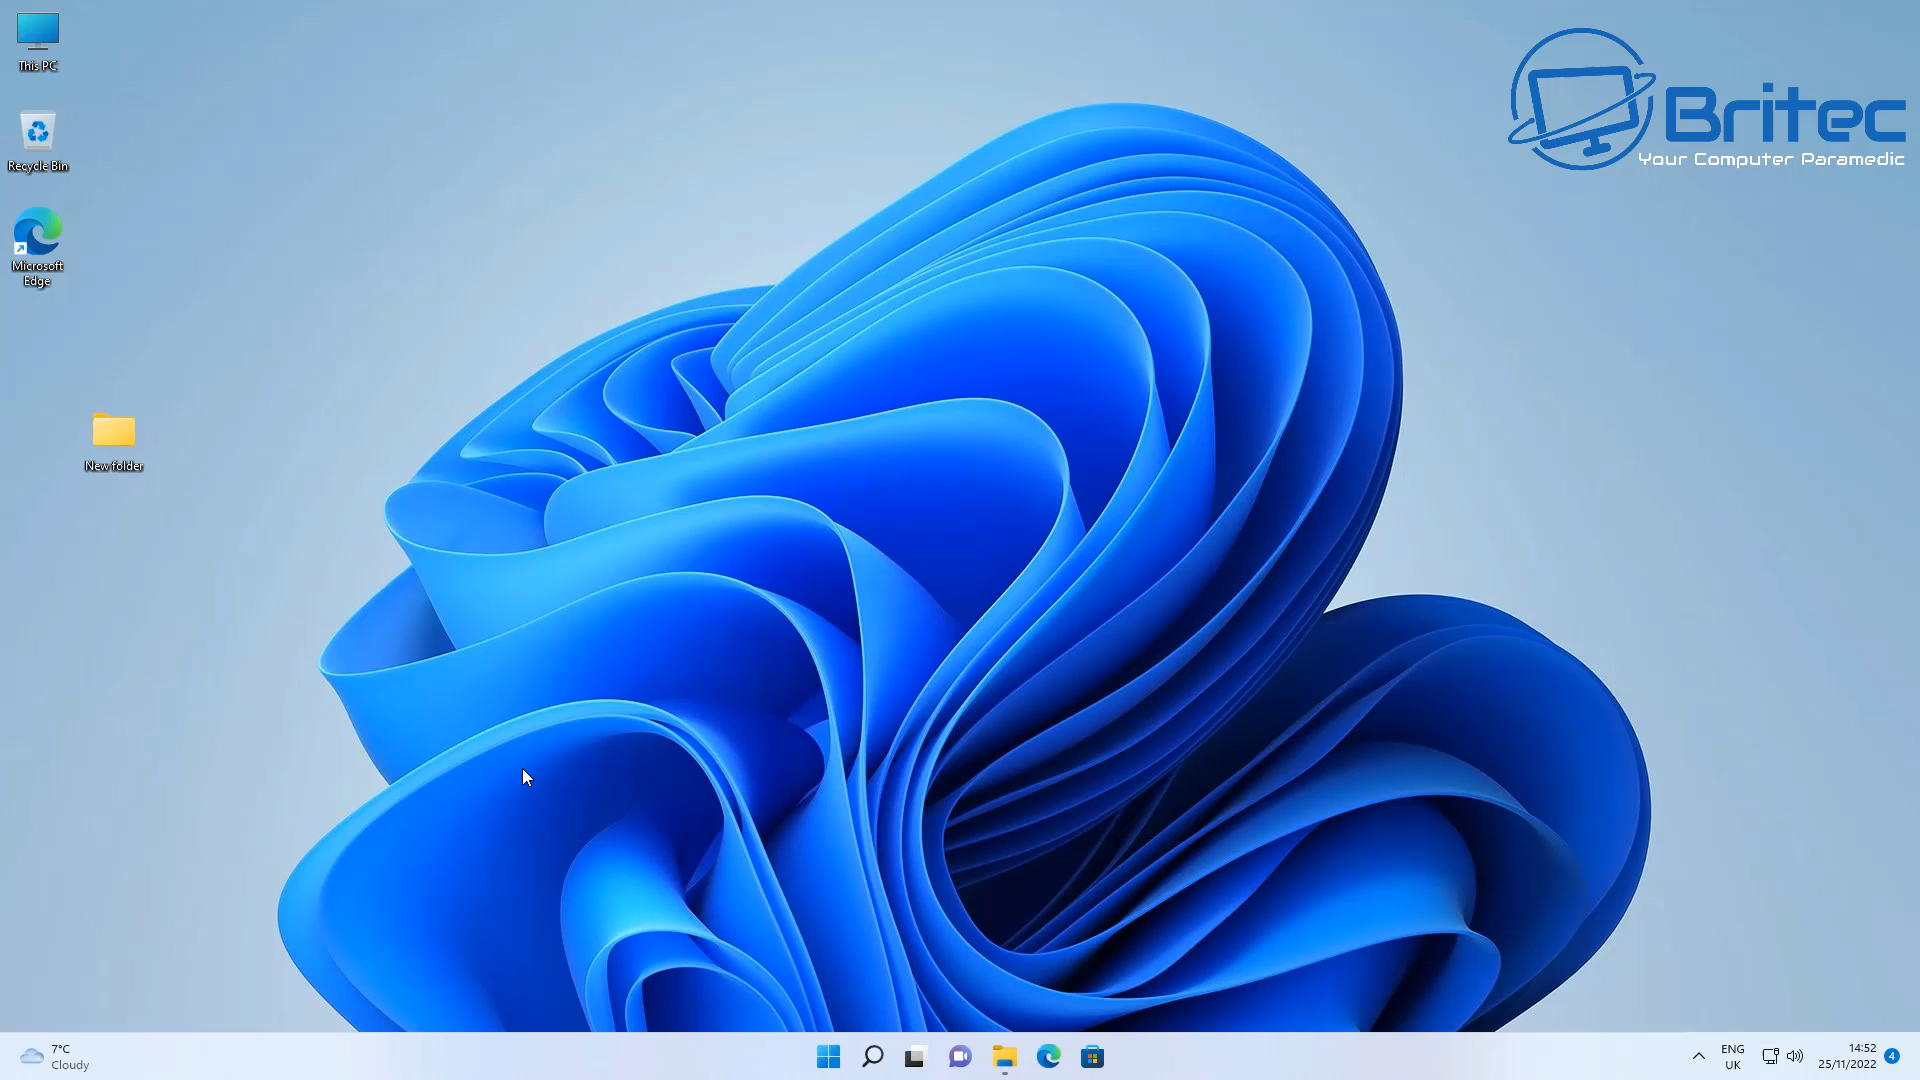 This PC
Recycle Bin
Microsoft
Edge
New folder
Britec
Your Computer Paramedic
7°C
Cloudy
ENG
UK
14:52
25/11/2022
4